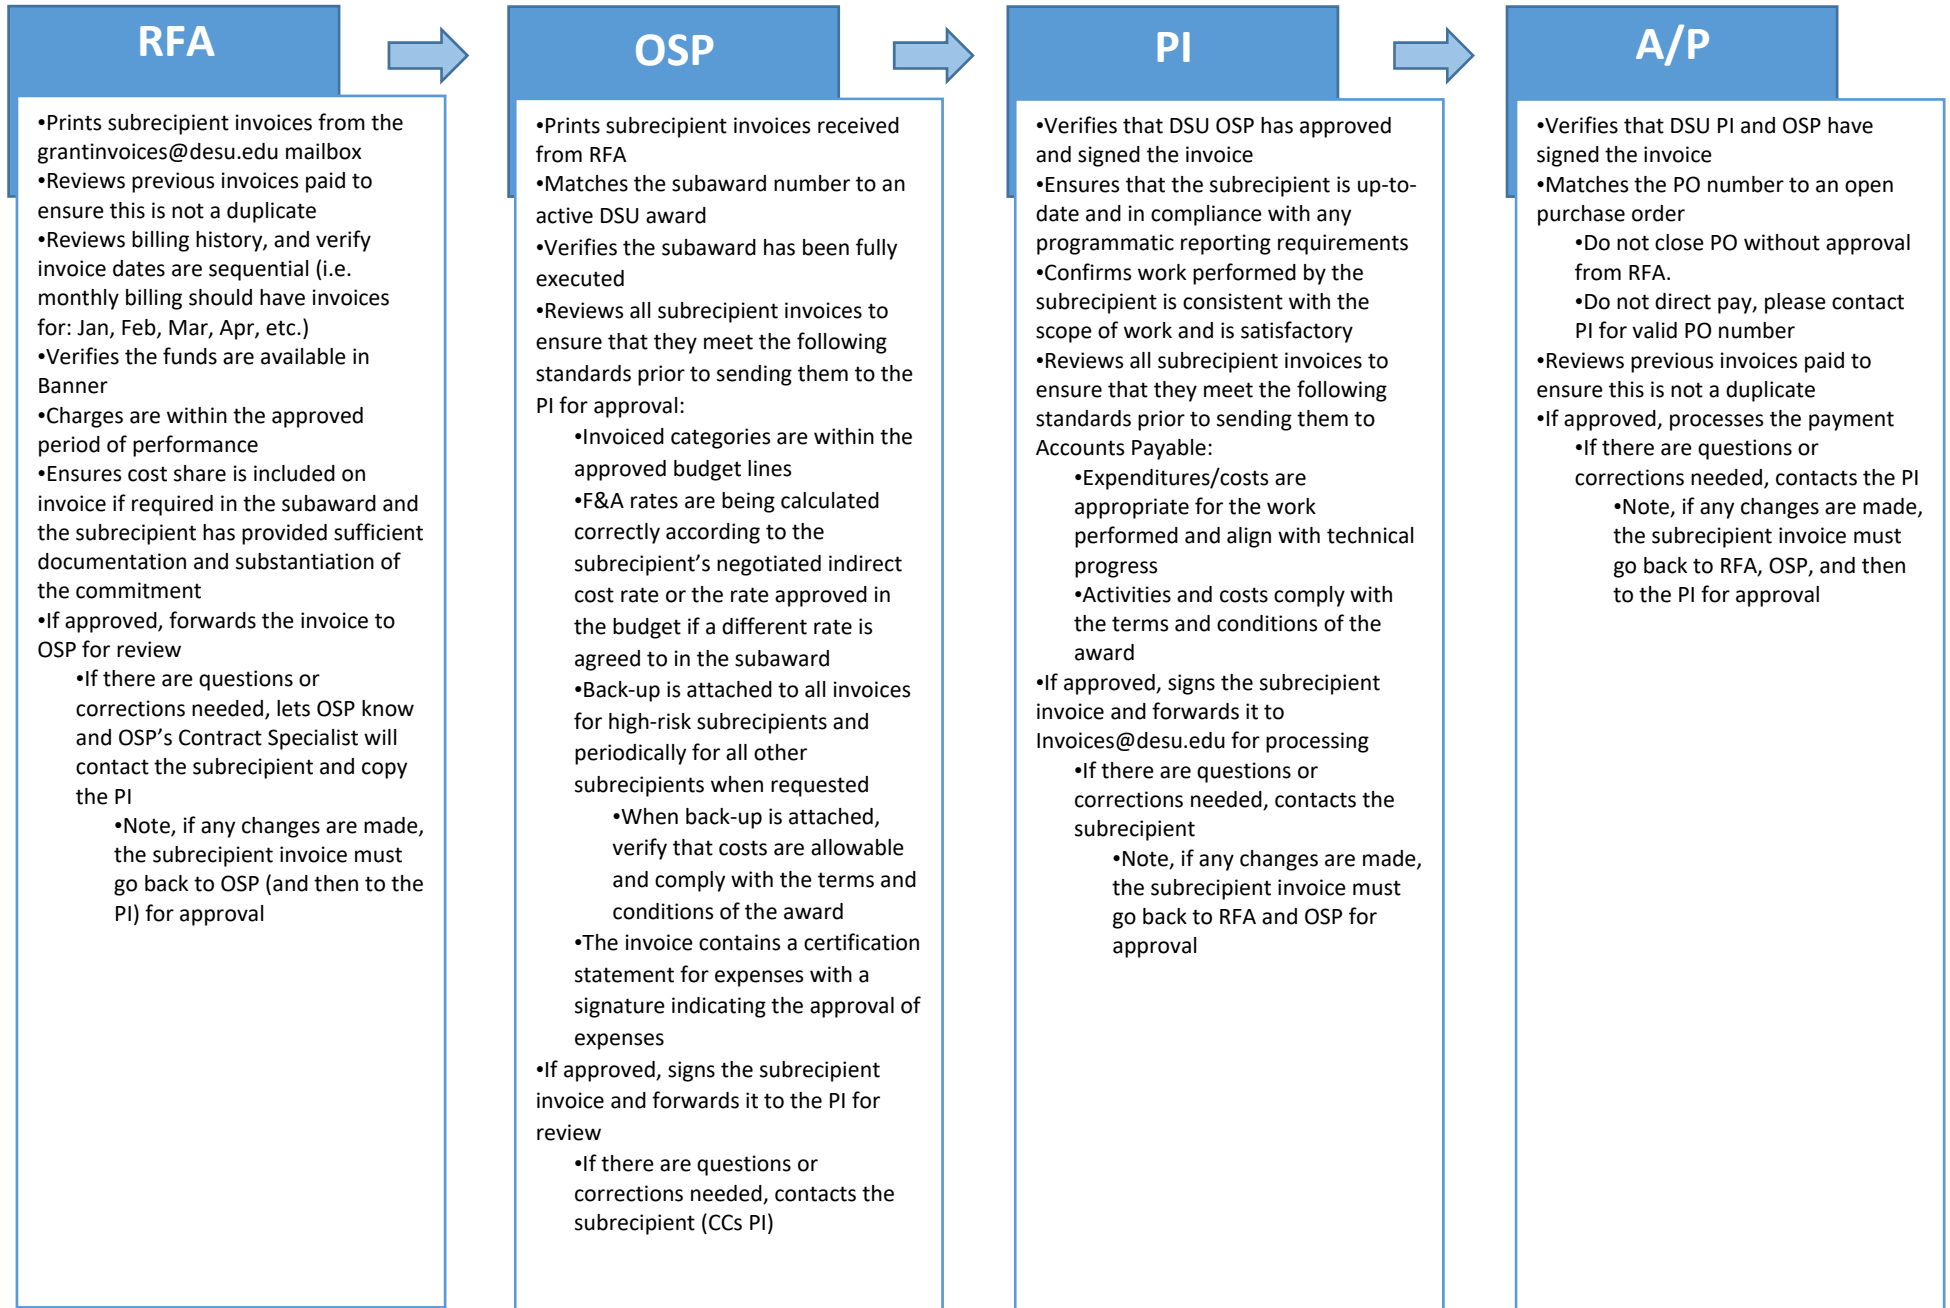 RFA
•Prints subrecipient invoices from the
grantinvoices@desu.edu mailbox
•Reviews previous invoices paid to
ensure this is not a duplicate
•Reviews billing history, and verify
invoice dates are sequential (i.e.
monthly billing should have invoices
for: Jan, Feb, Mar, Apr, etc.)
•Verifies the funds are available in
Banner
•Charges are within the approved
period of performance
•Ensures cost share is included on
invoice if required in the subaward and
the subrecipient has provided sufficient
documentation and substantiation of
the commitment
•If approved, forwards the invoice to
OSP for review
•If there are questions or
corrections needed, lets OSP know
and OSP’s Contract Specialist will
contact the subrecipient and copy
the PI
•Note, if any changes are made,
the subrecipient invoice must
go back to OSP (and then to the
PI) for approval
OSP
•Prints subrecipient invoices received
from RFA
•Matches the subaward number to an
active DSU award
•Verifies the subaward has been fully
executed
•Reviews all subrecipient invoices to
ensure that they meet the following
standards prior to sending them to the
PI for approval:
•Invoiced categories are within the
approved budget lines
•F&A rates are being calculated
correctly according to the
subrecipient’s negotiated indirect
cost rate or the rate approved in
the budget if a different rate is
agreed to in the subaward
•Back-up is attached to all invoices
for high-risk subrecipients and
periodically for all other
subrecipients when requested
•When back-up is attached,
verify that costs are allowable
and comply with the terms and
conditions of the award
•The invoice contains a certification
statement for expenses with a
signature indicating the approval of
expenses
•If approved, signs the subrecipient
invoice and forwards it to the PI for
review
•If there are questions or
corrections needed, contacts the
subrecipient (CCs PI)
PI
•Verifies that DSU OSP has approved
and signed the invoice
•Ensures that the subrecipient is up-to-
date and in compliance with any
programmatic reporting requirements
•Confirms work performed by the
subrecipient is consistent with the
scope of work and is satisfactory
•Reviews all subrecipient invoices to
ensure that they meet the following
standards prior to sending them to
Accounts Payable:
•Expenditures/costs are
appropriate for the work
performed and align with technical
progress
•Activities and costs comply with
the terms and conditions of the
award
•If approved, signs the subrecipient
invoice and forwards it to
Invoices@desu.edu for processing
•If there are questions or
corrections needed, contacts the
subrecipient
•Note, if any changes are made,
the subrecipient invoice must
go back to RFA and OSP for
approval
A/P
•Verifies that DSU PI and OSP have
signed the invoice
•Matches the PO number to an open
purchase order
•Do not close PO without approval
from RFA.
•Do not direct pay, please contact
PI for valid PO number
•Reviews previous invoices paid to
ensure this is not a duplicate
•If approved, processes the payment
•If there are questions or
corrections needed, contacts the PI
•Note, if any changes are made,
the subrecipient invoice must
go back to RFA, OSP, and then
to the PI for approval